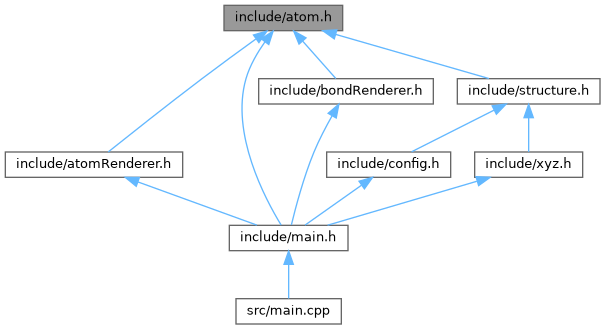 include/atom.h
include/bondRenderer.h
include/structure.h
include/atomRenderer.h
include/config.h
include/xyz.h
include/main.h
src/main.cpp